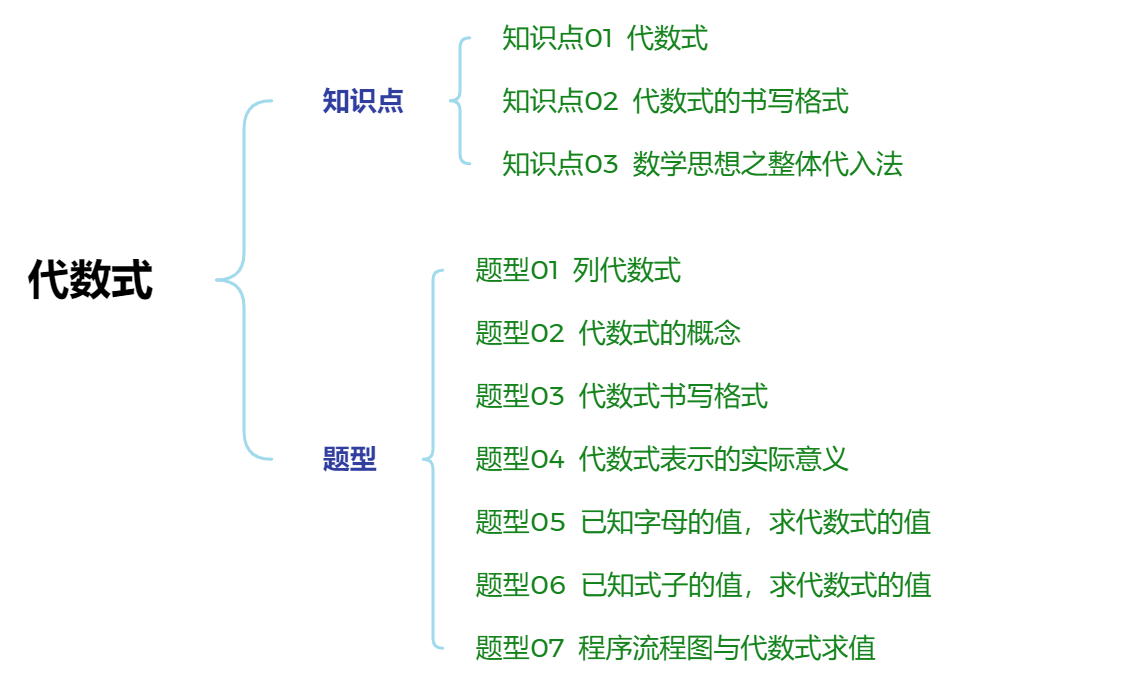 代数式
知识点
知识点01 代数式
知识点02 代数式的书写格式
知识点03 数学思想之整体代入法
题型
题型01 列代数式
题型02 代数式的概念
题型03 代数式书写格式
题型04 代数式表示的实际意义
题型05 已知字母的值，求代数式的值
题型06 已知式子的值，求代数式的值
题型07 程序流程图与代数式求值